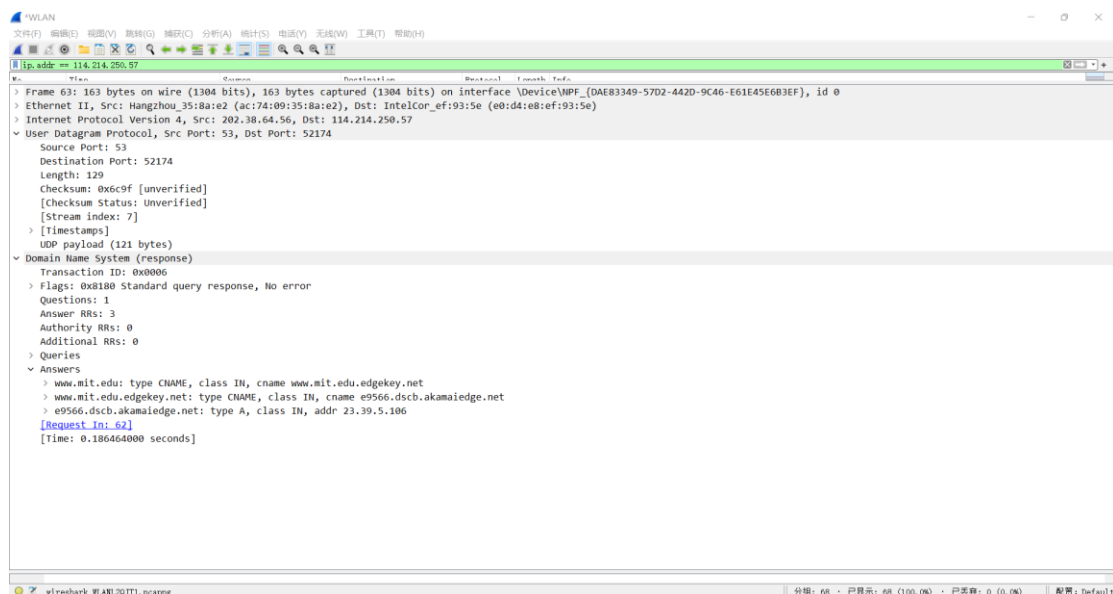 *WLAN
文件(F) 编辑(E) 视图(V) 跳转(G) 捕获(C) 分析(A) 统计(S) 电话(Y) 无线(W) 工具(T) 帮助(H)
ip.addr == 114.214.250.57
No. Time Source Destination Protocol Length Info
> Frame 63: 163 bytes on wire (1304 bits), 163 bytes captured (1304 bits) on interface \Device\NPF_{DAE83349-57D2-442D-9C46-E61E45E6B3EF}, id 0
> Ethernet II, Src: Hangzhou_35:8a:e2 (ac:74:09:35:8a:e2), Dst: IntelCor_ef:93:5e (e0:d4:e8:ef:93:5e)
> Internet Protocol Version 4, Src: 202.38.64.56, Dst: 114.214.250.57
User Datagram Protocol, Src Port: 53, Dst Port: 52174
Source Port: 53
Destination Port: 52174
Length: 129
Checksum: 0x6c9f [unverified]
[Checksum Status: Unverified]
[Stream index: 7]
> [Timestamps]
UDP payload (121 bytes)
Domain Name System (response)
Transaction ID: 0x0006
> Flags: 0x8180 Standard query response, No error
Questions: 1
Answer RRs: 3
Authority RRs: 0
Additional RRs: 0
> Queries
Answers
> www.mit.edu: type CNAME, class IN, cname www.mit.edu.edgekey.net
> www.mit.edu.edgekey.net: type CNAME, class IN, cname e9566.dscb.akamaiedge.net
> e9566.dscb.akamaiedge.net: type A, class IN, addr 23.39.5.106
[Request In: 62]
[Time: 0.186464000 seconds]
分组: 68 · 已显示: 68 (100.0%) · 已丢弃: 0 (0.0%) 配置: Default